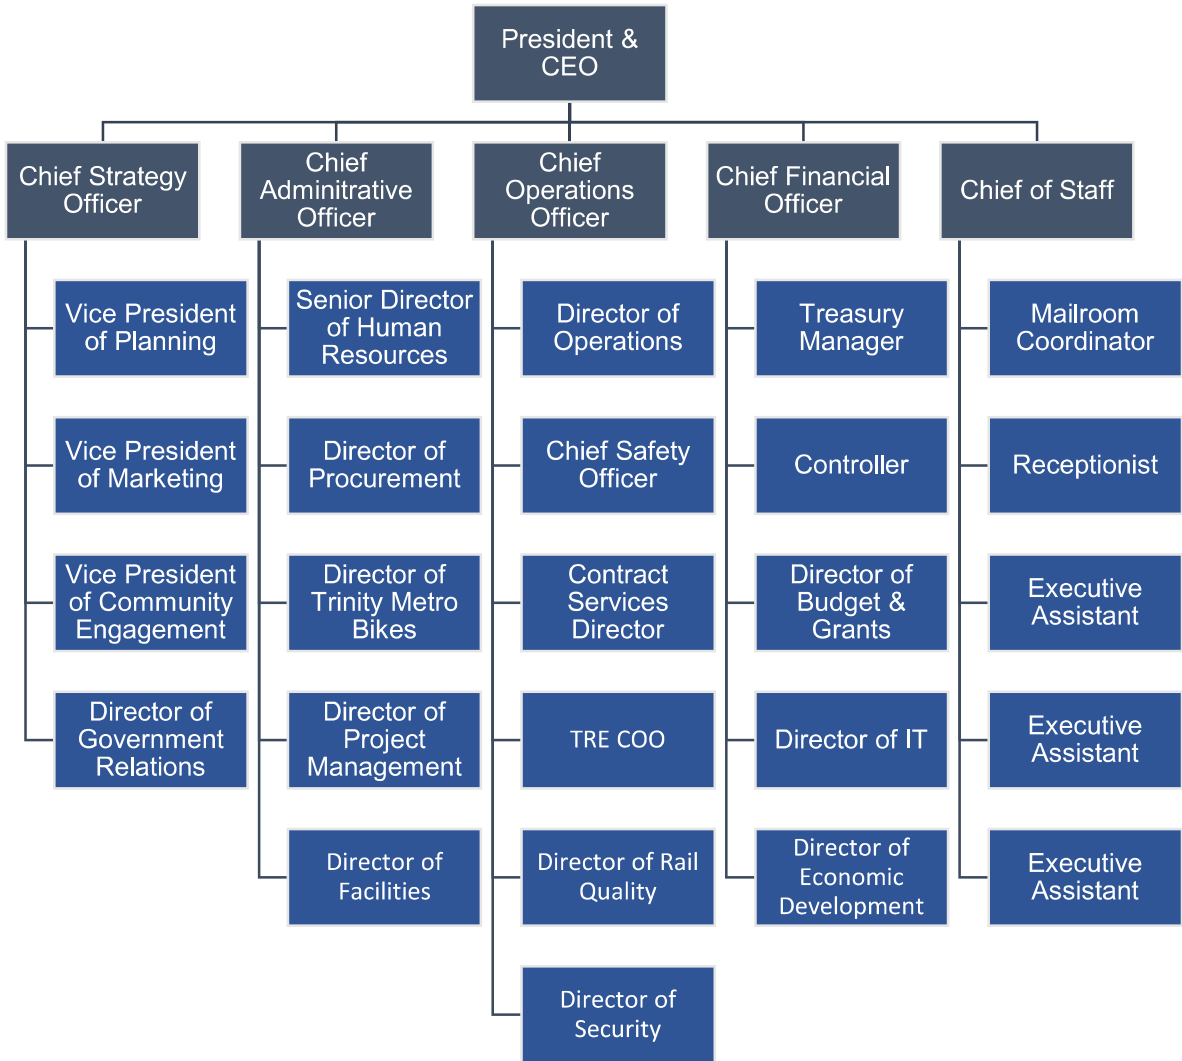 President &
CEO
Chief Strategy
Officer
Chief
Adminitrative
Officer
Chief
Operations
Officer
Chief Financial
Officer
Chief of Staff
Vice President
of Planning
Senior Director
of Human
Resources
Director of
Operations
Treasury
Manager
Mailroom
Coordinator
Vice President
of Marketing
Director of
Procurement
Chief Safety
Officer
Controller
Receptionist
Vice President
of Community
Engagement
Director of
Trinity Metro
Bikes
Contract
Services
Director
Director of
Budget &
Grants
Executive
Assistant
Director of
Government
Relations
Director of
Project
Management
TRE COO
Director of IT
Executive
Assistant
Director of
Facilities
Director of Rail
Quality
Director of
Economic
Development
Executive
Assistant
Director of
Security